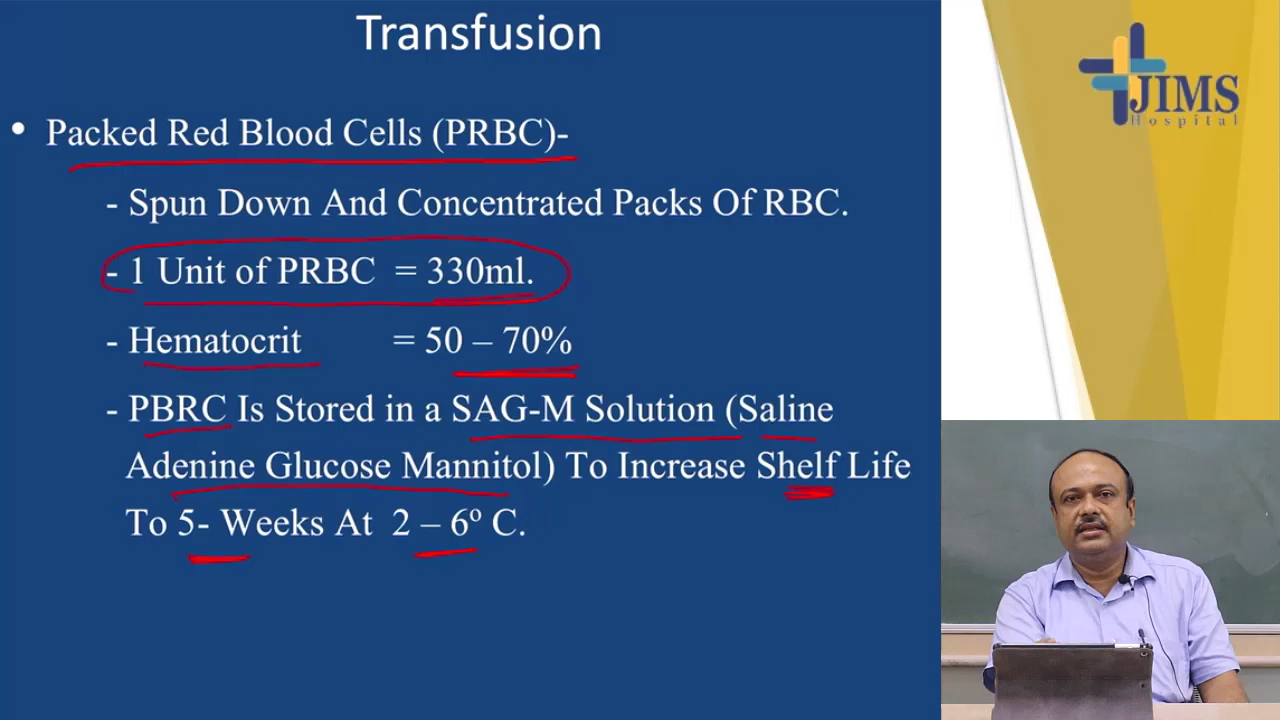 Transfusion
• Packed Red Blood Cells (PRBC)-
- Spun Down And Concentrated Packs Of RBC.
- 1 Unit of PRBC = 330ml.
- Hematocrit = 50 – 70%
- PBRC Is Stored in a SAG-M Solution (Saline
Adenine Glucose Mannitol) To Increase Shelf Life
To 5- Weeks At 2 – 6º C.
JIMS
Hospital